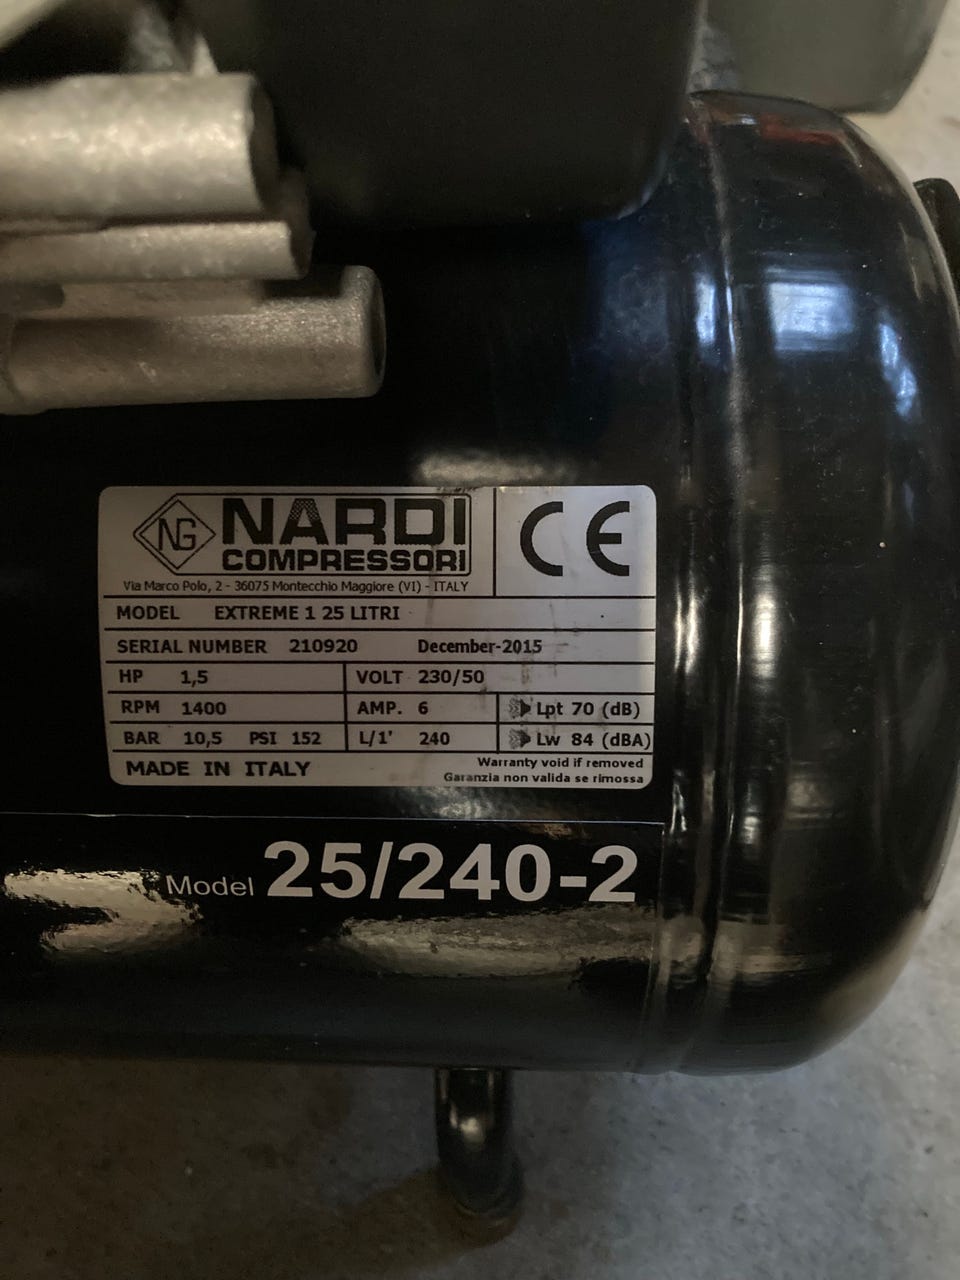 NG NARDI
COMPRESSORI
CE
Via Marco Polo, 2 - 36075 Montecchio Maggiore (VI) - ITALY
MODEL EXTREME 1 25 LITRI
SERIAL NUMBER 210920 December-2015
HP 1,5 VOLT 230/50
RPM 1400 AMP. 6 Lpt 70 (dB)
BAR 10,5 PSI 152 L/1' 240 Lw 84 (dBA)
MADE IN ITALY
Warranty void if removed
Garanzia non valida se rimossa
Model 25/240-2